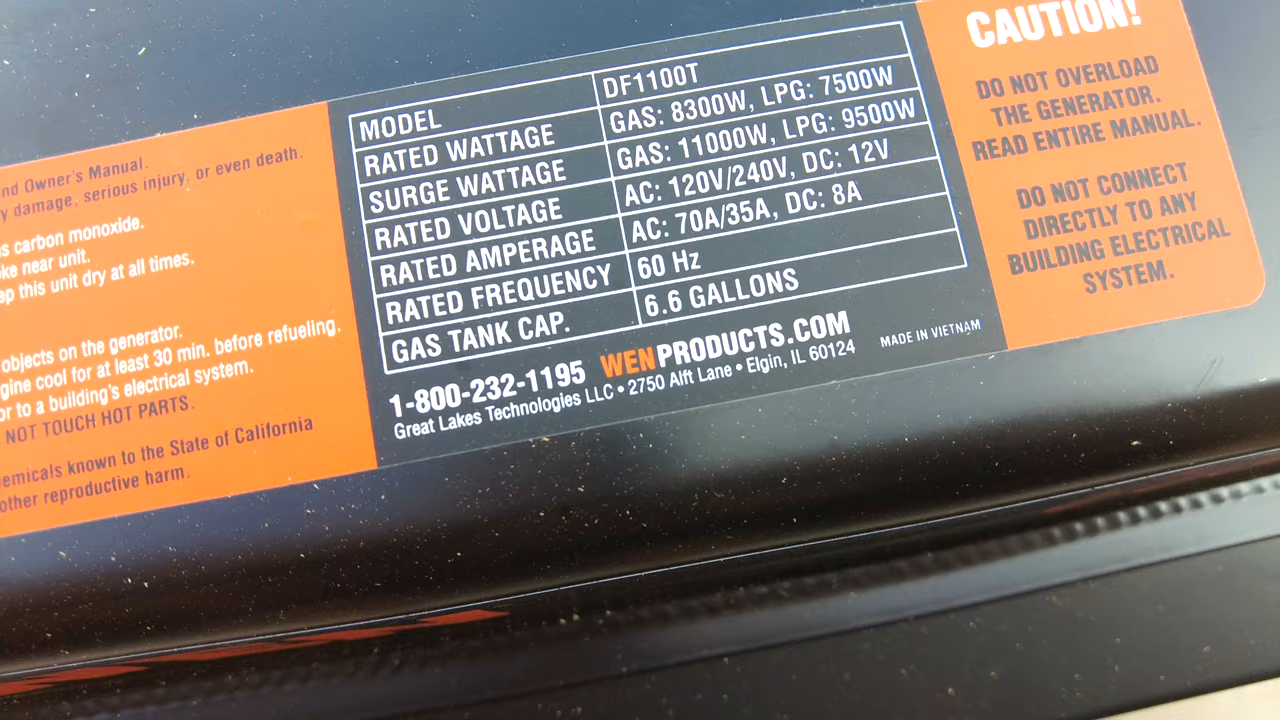 nd Owner's Manual.
y damage, serious injury, or even death.
s carbon monoxide.
ke near unit.
ep this unit dry at all times.
objects on the generator.
gine cool for at least 30 min. before refueling.
or to a building's electrical system.
NOT TOUCH HOT PARTS.
emicals known to the State of California
other reproductive harm.
MODEL DF1100T
RATED WATTAGE GAS: 8300W, LPG: 7500W
SURGE WATTAGE GAS: 11000W, LPG: 9500W
RATED VOLTAGE AC: 120V/240V, DC: 12V
RATED AMPERAGE AC: 70A/35A, DC: 8A
RATED FREQUENCY 60 Hz
GAS TANK CAP. 6.6 GALLONS
1-800-232-1195 WENPRODUCTS.COM
Great Lakes Technologies LLC • 2750 Alft Lane • Elgin, IL 60124
MADE IN VIETNAM
CAUTION!
DO NOT OVERLOAD
THE GENERATOR.
READ ENTIRE MANUAL.
DO NOT CONNECT
DIRECTLY TO ANY
BUILDING ELECTRICAL
SYSTEM.